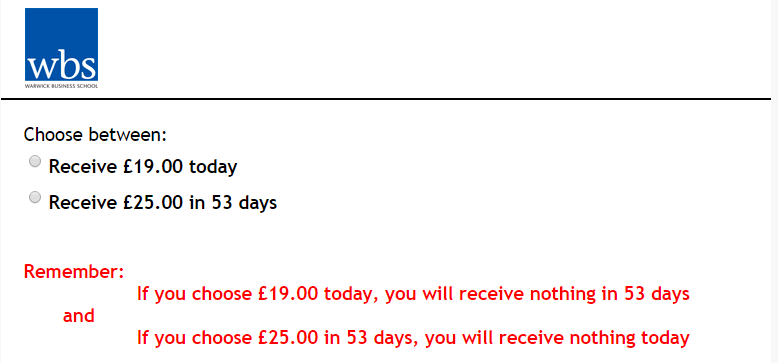 wbs
WARWICK BUSINESS SCHOOL
Choose between:
Receive £19.00 today
Receive £25.00 in 53 days
Remember:
If you choose £19.00 today, you will receive nothing in 53 days
and
If you choose £25.00 in 53 days, you will receive nothing today